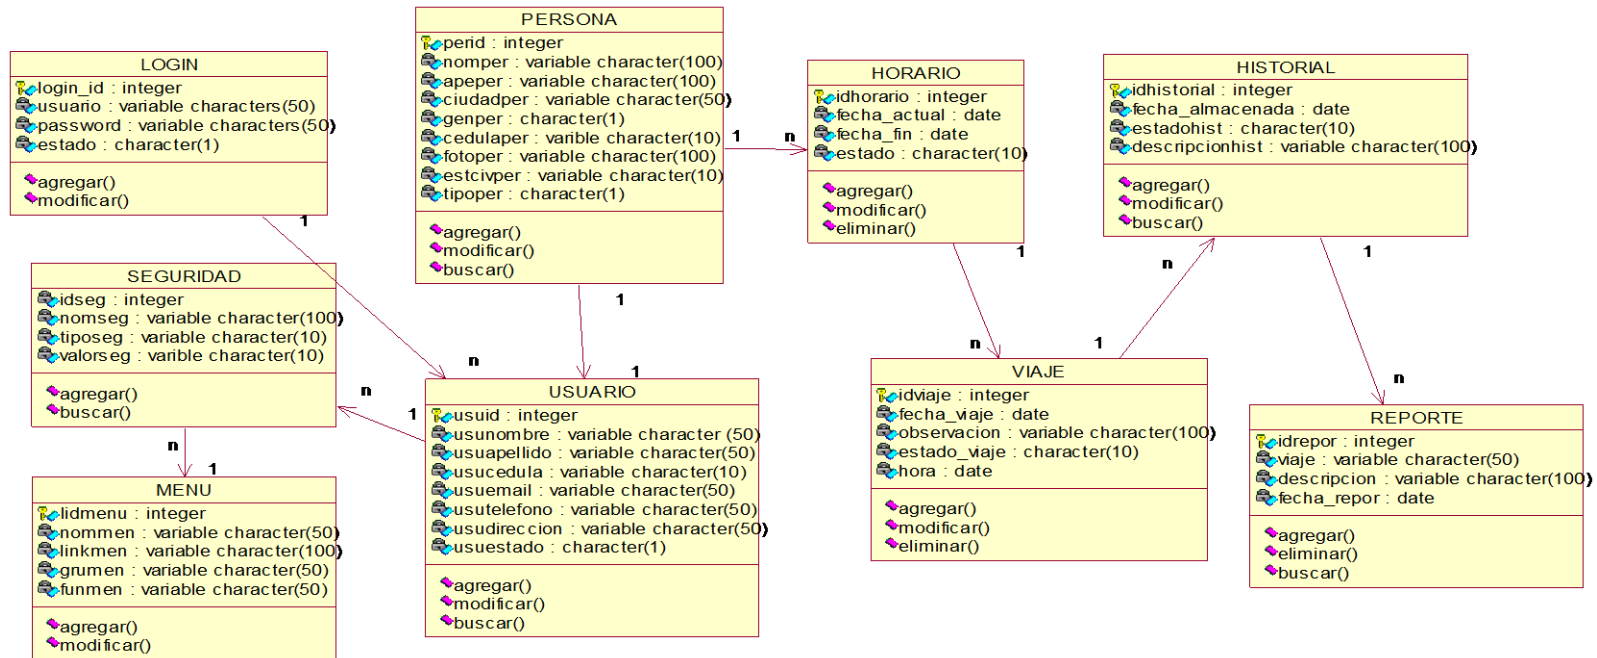 LOGIN
login_id : integer
usuario : variable characters(50)
password : variable characters(50)
estado : character(1)
agregar()
modificar()
1
n
PERSONA
perid : integer
nomper : variable character(100)
apeper : variable character(100)
ciudadper : variable character(50)
genper : character(1)
cedulaper : varible character(10)
fotoper : variable character(100)
estcivper : variable character(10)
tipoper : character(1)
agregar()
modificar()
buscar()
1
n
1
1
HORARIO
idhorario : integer
fecha_actual : date
fecha_fin : date
estado : character(10)
agregar()
modificar()
eliminar()
1
n
HISTORIAL
idhistorial : integer
fecha_almacenada : date
estadohist : character(10)
descripcionhist : variable character(100)
agregar()
modificar()
buscar()
n
1
1
n
SEGURIDAD
idseg : integer
nomseg : variable character(100)
tiposeg : variable character(10)
valorseg : varible character(10)
agregar()
buscar()
n
1
n
1
USUARIO
usuid : integer
usunombre : variable character (50)
usuapellido : variable character(50)
usucedula : variable character(10)
usuemail : variable character(50)
usutelefono : variable character(50)
usudireccion : variable character(50)
usuestado : character(1)
agregar()
modificar()
buscar()
VIAJE
idviaje : integer
fecha_viaje : date
observacion : variable character(100)
estado_viaje : character(10)
hora : date
agregar()
modificar()
eliminar()
REPORTE
idrepor : integer
viaje : variable character(50)
descripcion : variable character(100)
fecha_repor : date
agregar()
eliminar()
buscar()
MENU
lidmenu : integer
nommen : variable character(50)
linkmen : variable character(100)
grumen : variable character(50)
funmen : variable character(50)
agregar()
modificar()